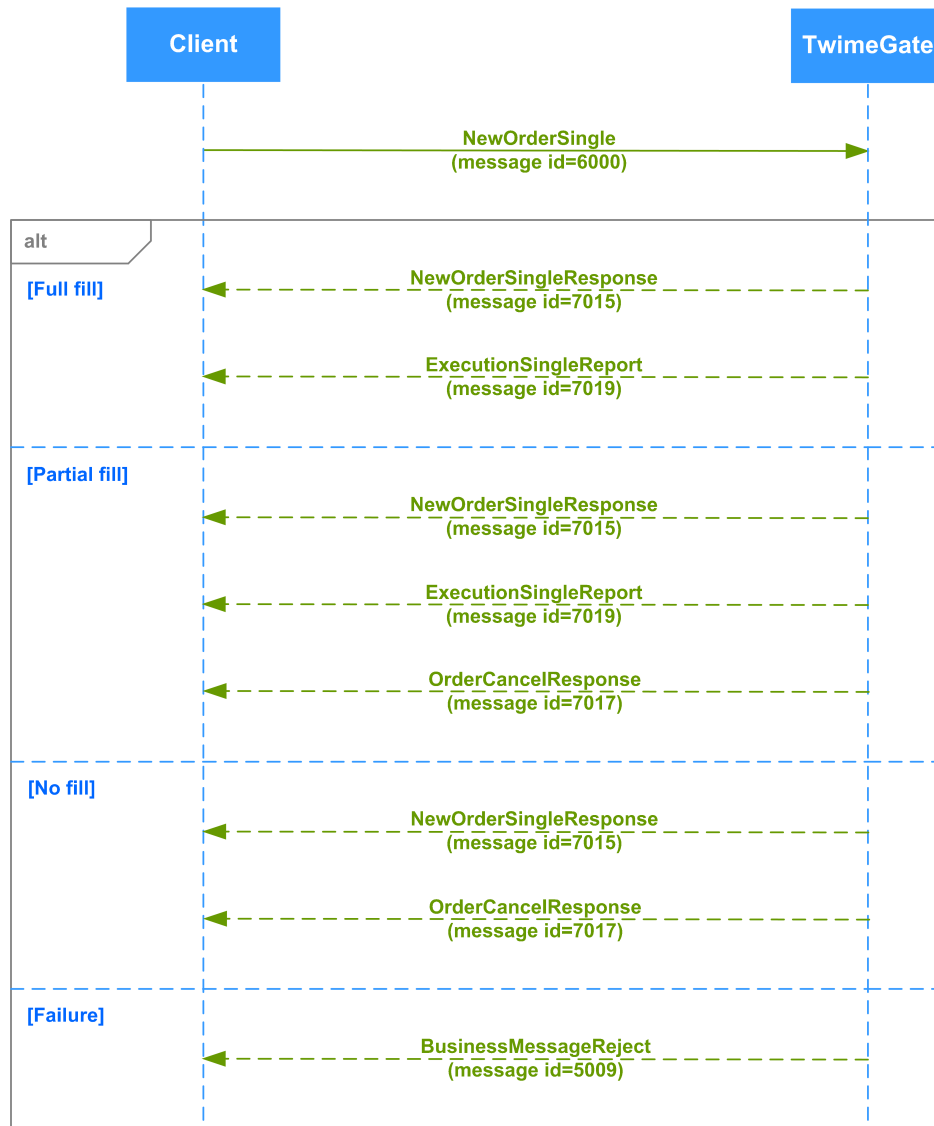 Client
TwimeGate
NewOrderSingle
(message id=6000)
alt
[Full fill]
NewOrderSingleResponse
(message id=7015)
ExecutionSingleReport
(message id=7019)
[Partial fill]
NewOrderSingleResponse
(message id=7015)
ExecutionSingleReport
(message id=7019)
OrderCancelResponse
(message id=7017)
[No fill]
NewOrderSingleResponse
(message id=7015)
OrderCancelResponse
(message id=7017)
[Failure]
BusinessMessageReject
(message id=5009)